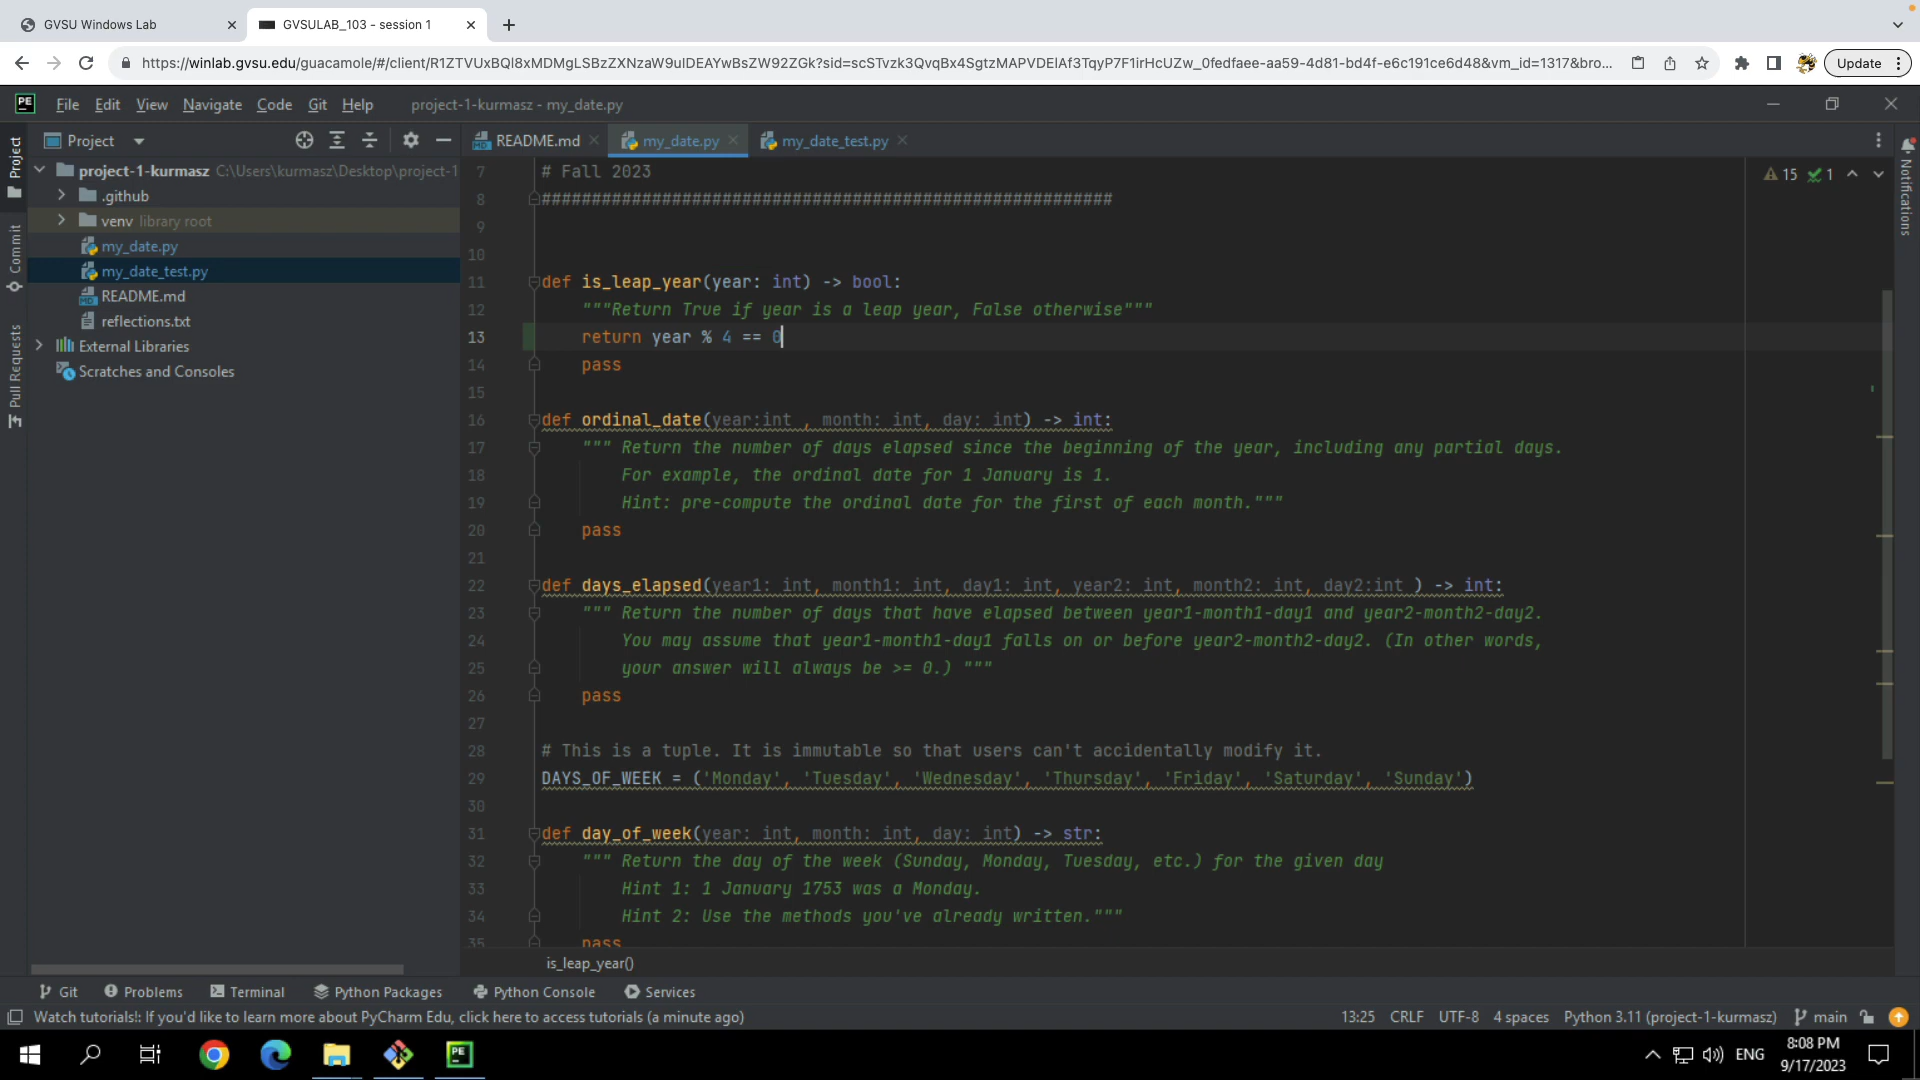 GVSU Windows Lab
GVSULAB_103 - session 1
https://winlab.gvsu.edu/guacamole/#/client/R1ZTVUxBQl8xMDMgLSBzZXNzaW9uIDEAYwBsZW92ZGk?sid=scSTvzk3QvqBx4SgtzMAPVDElAf3TqyP7F1irHcUZw_0fedfaee-aa59-4d81-bd4f-e6c191ce6d48&vm_id=1317&bro...
Update
PE
File Edit View Navigate Code Git Help
project-1-kurmasz - my_date.py
Project
README.md
my_date.py
my_date_test.py
Project
Commit
Pull Requests
project-1-kurmasz C:\Users\kurmasz\Desktop\project-1
.github
venv library root
my_date.py
my_date_test.py
README.md
reflections.txt
External Libraries
Scratches and Consoles
15 1
Notifications
7 # Fall 2023
8 #########################################################
9
10
11 def is_leap_year(year: int) -> bool:
12 """Return True if year is a leap year, False otherwise"""
13 return year % 4 == 0
14 pass
15
16 def ordinal_date(year:int , month: int, day: int) -> int:
17 """ Return the number of days elapsed since the beginning of the year, including any partial days.
18 For example, the ordinal date for 1 January is 1.
19 Hint: pre-compute the ordinal date for the first of each month."""
20 pass
21
22 def days_elapsed(year1: int, month1: int, day1: int, year2: int, month2: int, day2:int ) -> int:
23 """ Return the number of days that have elapsed between year1-month1-day1 and year2-month2-day2.
24 You may assume that year1-month1-day1 falls on or before year2-month2-day2. (In other words,
25 your answer will always be >= 0.) """
26 pass
27
28 # This is a tuple. It is immutable so that users can't accidentally modify it.
29 DAYS_OF_WEEK = ('Monday', 'Tuesday', 'Wednesday', 'Thursday', 'Friday', 'Saturday', 'Sunday')
30
31 def day_of_week(year: int, month: int, day: int) -> str:
32 """ Return the day of the week (Sunday, Monday, Tuesday, etc.) for the given day
33 Hint 1: 1 January 1753 was a Monday.
34 Hint 2: Use the methods you've already written."""
35 pass
is_leap_year()
Git Problems Terminal Python Packages Python Console Services
Watch tutorials!: If you'd like to learn more about PyCharm Edu, click here to access tutorials (a minute ago)
13:25 CRLF UTF-8 4 spaces Python 3.11 (project-1-kurmasz) main
PE
ENG
8:08 PM
9/17/2023